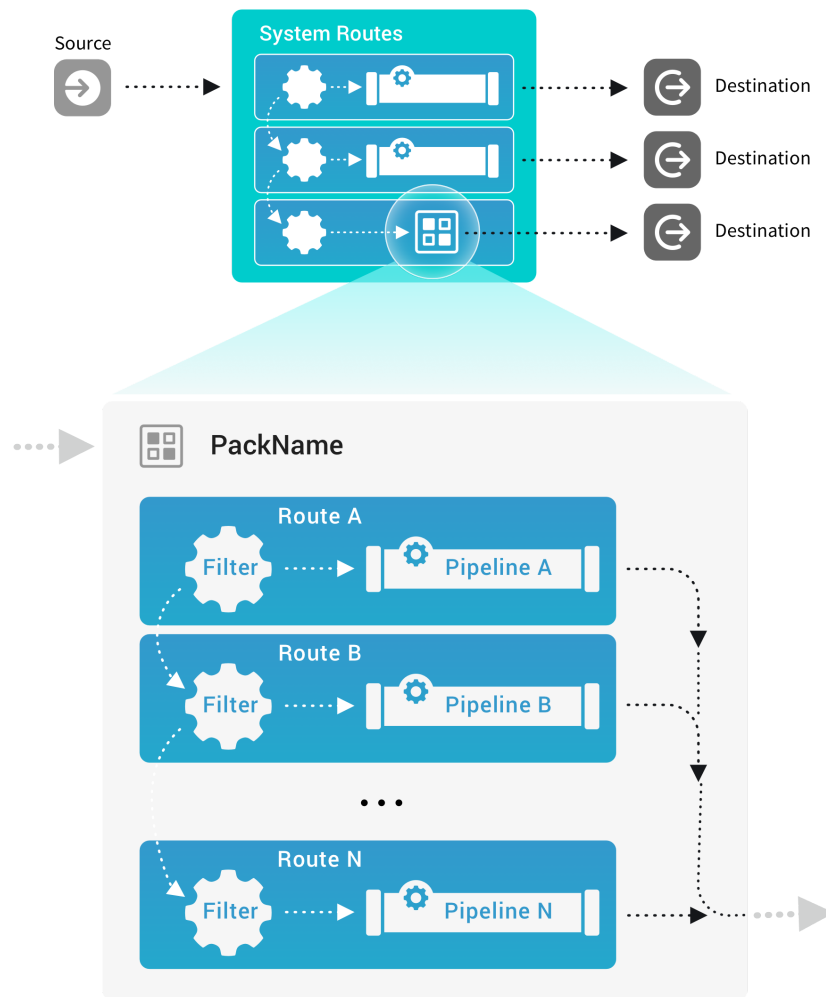 Source
System Routes
Destination
Destination
Destination
PackName
Route A
Filter
Pipeline A
Route B
Filter
Pipeline B
...
Route N
Filter
Pipeline N